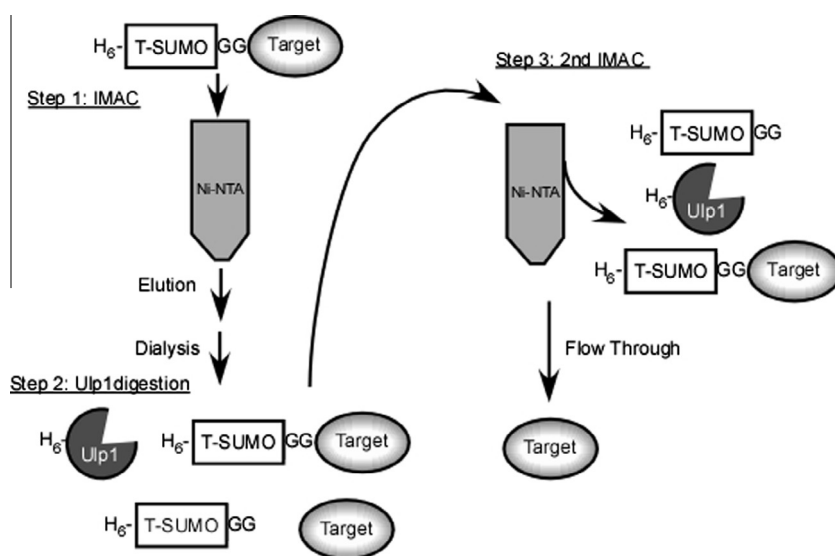 H6- T-SUMO GG Target
Step 1: IMAC
Ni-NTA
Elution
Dialysis
Step 2: Ulp1digestion
H6- Ulp1
H6- T-SUMO GG Target
H6- T-SUMO GG Target
Step 3: 2nd IMAC
Ni-NTA
H6- T-SUMO GG
H6- Ulp1
H6- T-SUMO GG Target
Flow Through
Target